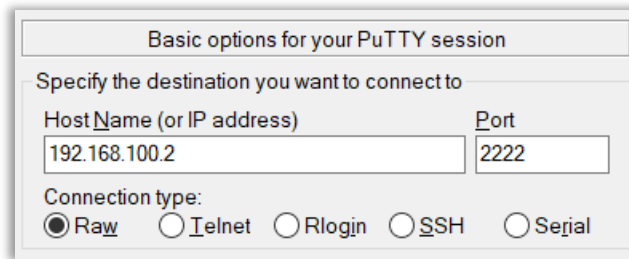 Basic options for your PuTTY session
Specify the destination you want to connect to
Host Name (or IP address) Port
192.168.100.2 2222
Connection type:
Raw Telnet Rlogin SSH Serial